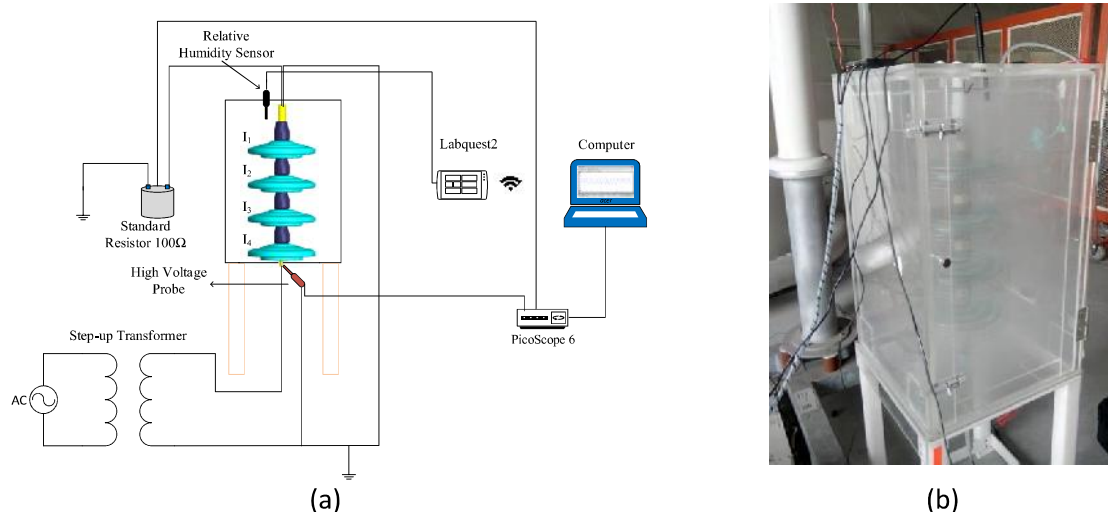 Relative
Humidity Sensor
I1
I2
I3
I4
Labquest2
Computer
Standard
Resistor 100Ω
High Voltage
Probe
PicoScope 6
Step-up Transformer
AC
(a)
(b)